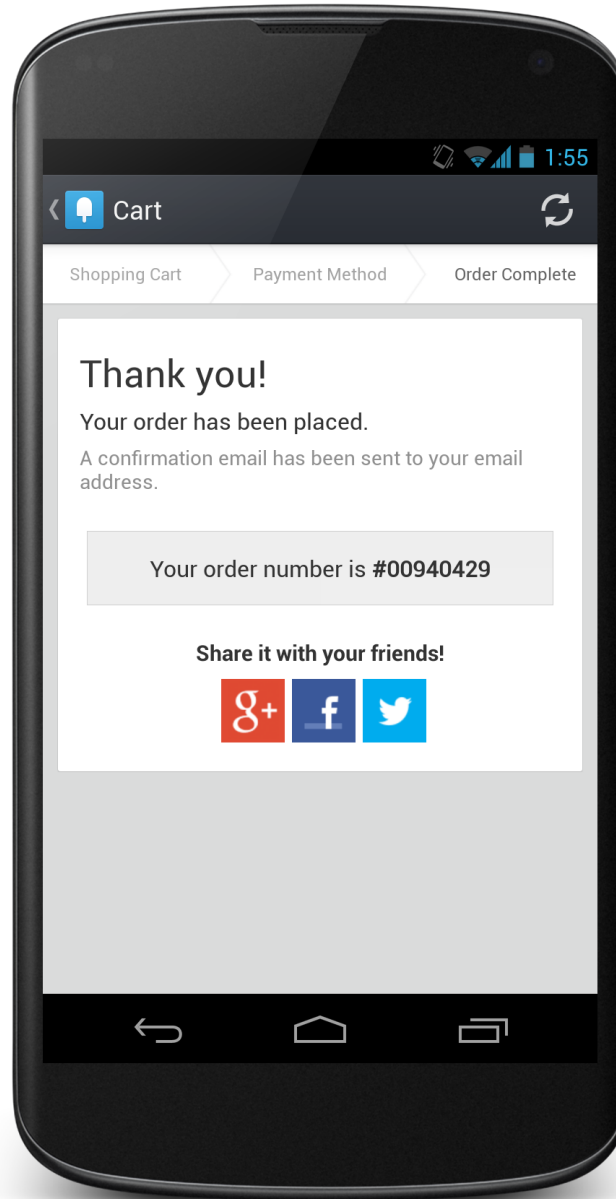 1:55
Cart
Shopping Cart
Payment Method
Order Complete
Thank you!
Your order has been placed.
A confirmation email has been sent to your email
address.
Your order number is #00940429
Share it with your friends!
g+
f